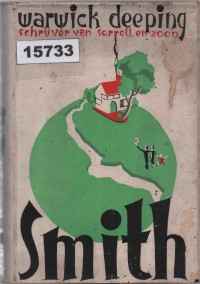 warwick deeping
schrijver van sorrell en zoon
15733
Smith